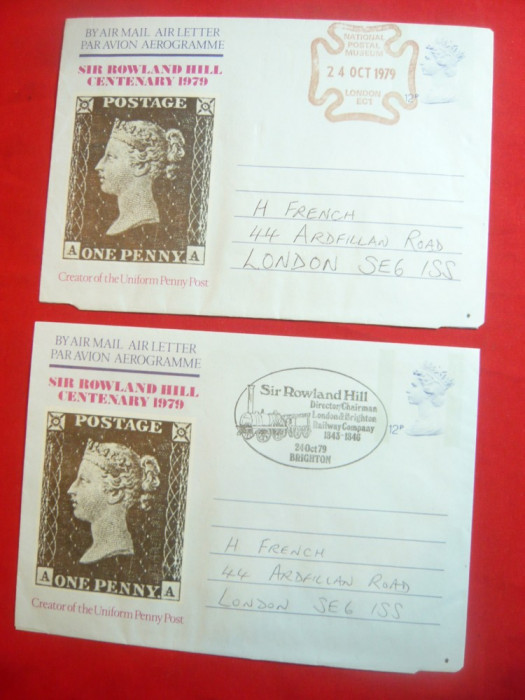 BY AIR MAIL AIR LETTER
PAR AVION AEROGRAMME
SIR ROWLAND HILL
CENTENARY 1979
POSTAGE
A ONE PENNY A
Creator of the Uniform Penny Post
NATIONAL
POSTAL
MUSEUM
24 OCT 1979
LONDON
EC1
12P
H FRENCH
44 ARDFILLAN ROAD
LONDON SE6 1SS
BY AIR MAIL AIR LETTER
PAR AVION AEROGRAMME
SIR ROWLAND HILL
CENTENARY 1979
POSTAGE
A ONE PENNY A
Creator of the Uniform Penny Post
Sir Rowland Hill
Director/Chairman
London & Brighton
Railway Company
1843-1846
24 Oct 79
BRIGHTON
12P
H FRENCH
44 ARDFILLAN ROAD
LONDON SE6 1SS